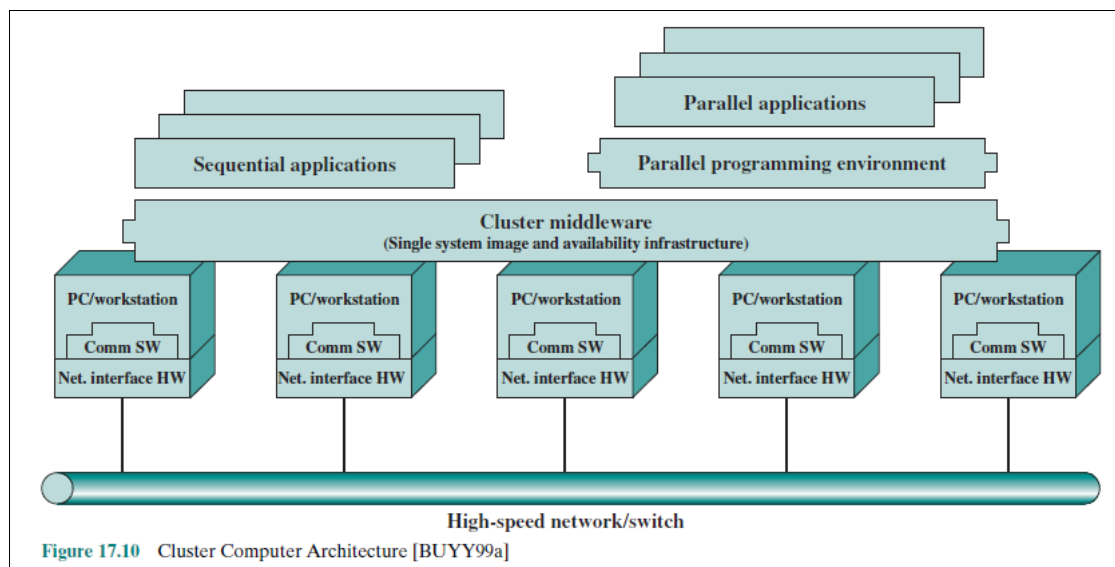 Parallel applications
Sequential applications
Parallel programming environment
Cluster middleware
(Single system image and availability infrastructure)
PC/workstation
Comm SW
Net. interface HW
PC/workstation
Comm SW
Net. interface HW
PC/workstation
Comm SW
Net. interface HW
PC/workstation
Comm SW
Net. interface HW
PC/workstation
Comm SW
Net. interface HW
High-speed network/switch
Figure 17.10 Cluster Computer Architecture [BUYY99a]